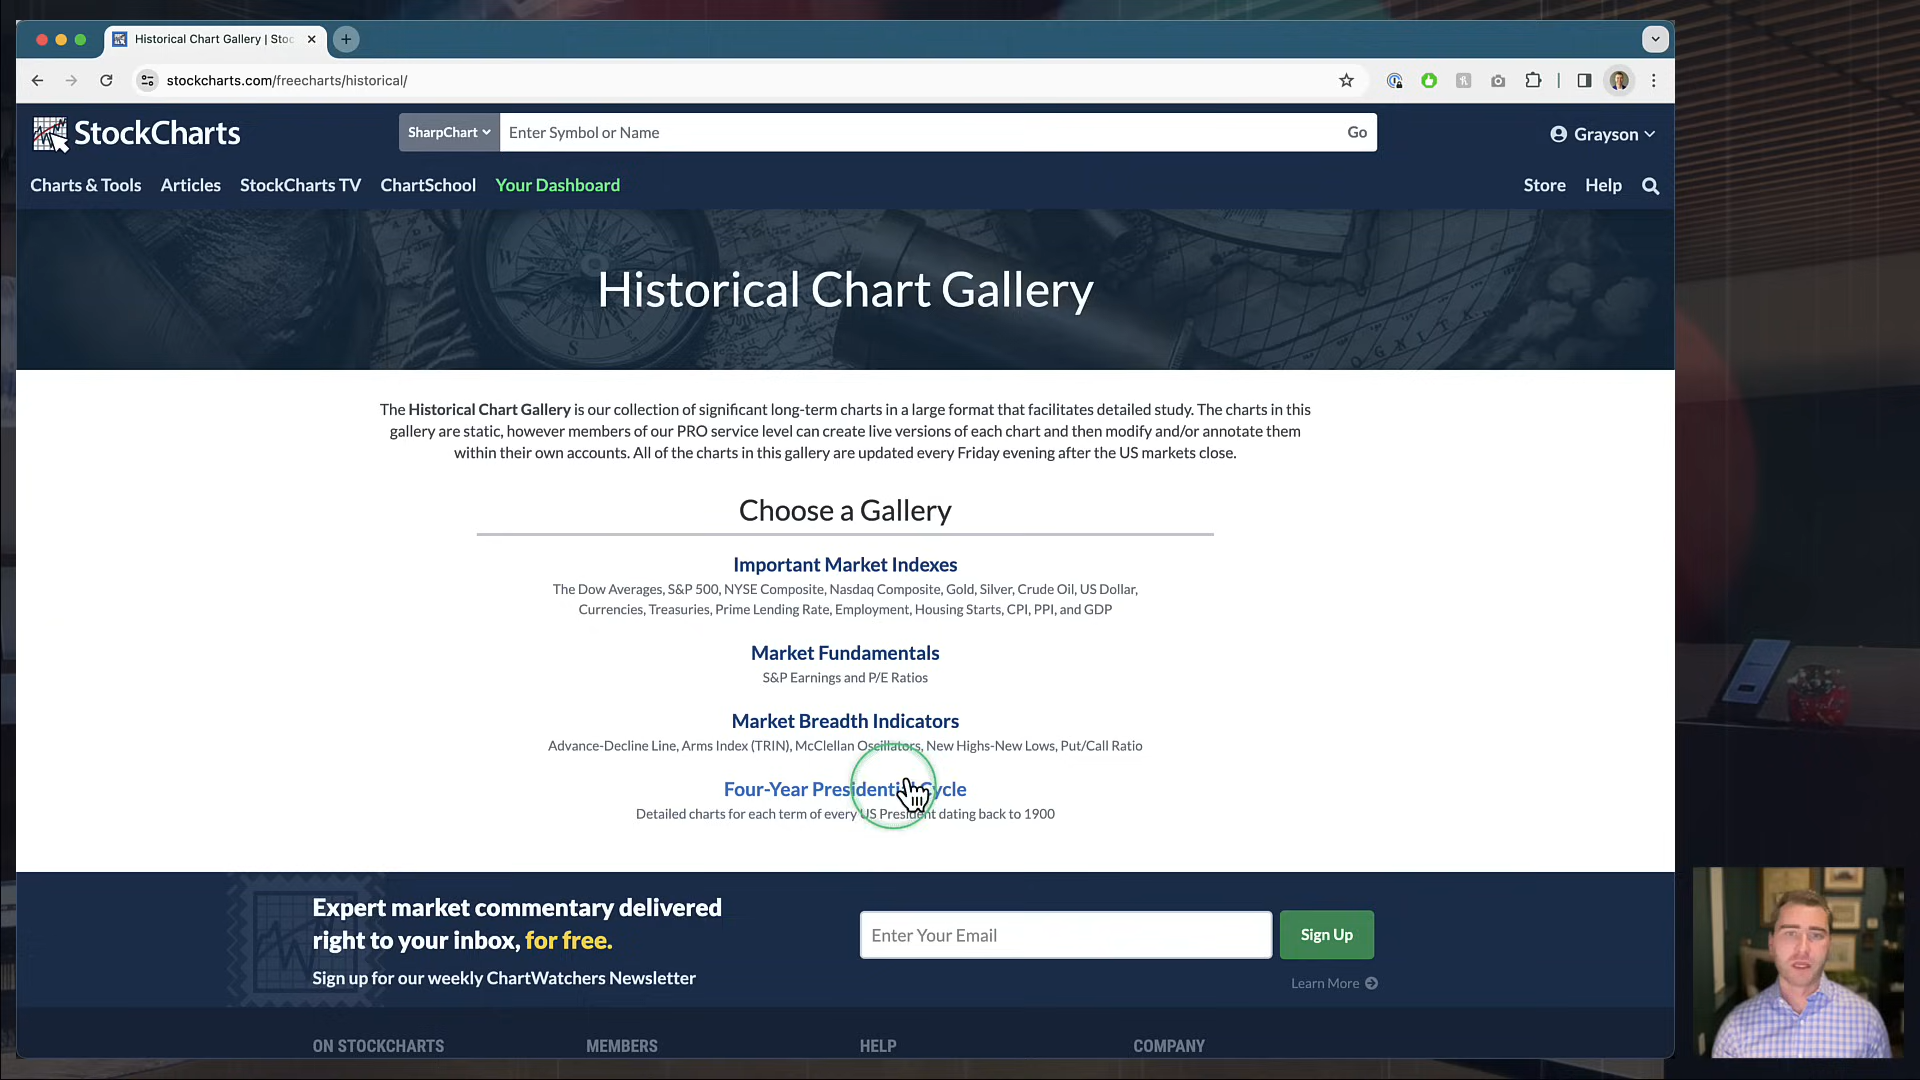 Historical Chart Gallery | Stoc
stockcharts.com/freecharts/historical/
StockCharts
SharpChart
Enter Symbol or Name
Go
Grayson
Charts & Tools
Articles
StockCharts TV
ChartSchool
Your Dashboard
Store
Help
Historical Chart Gallery
The Historical Chart Gallery is our collection of significant long-term charts in a large format that facilitates detailed study. The charts in this
gallery are static, however members of our PRO service level can create live versions of each chart and then modify and/or annotate them
within their own accounts. All of the charts in this gallery are updated every Friday evening after the US markets close.
Choose a Gallery
Important Market Indexes
The Dow Averages, S&P 500, NYSE Composite, Nasdaq Composite, Gold, Silver, Crude Oil, US Dollar,
Currencies, Treasuries, Prime Lending Rate, Employment, Housing Starts, CPI, PPI, and GDP
Market Fundamentals
S&P Earnings and P/E Ratios
Market Breadth Indicators
Advance-Decline Line, Arms Index (TRIN), McClellan Oscillators, New Highs-New Lows, Put/Call Ratio
Four-Year Presidential Cycle
Detailed charts for each term of every US President dating back to 1900
Expert market commentary delivered
right to your inbox, for free.
Sign up for our weekly ChartWatchers Newsletter
Enter Your Email
Sign Up
Learn More
ON STOCKCHARTS
MEMBERS
HELP
COMPANY